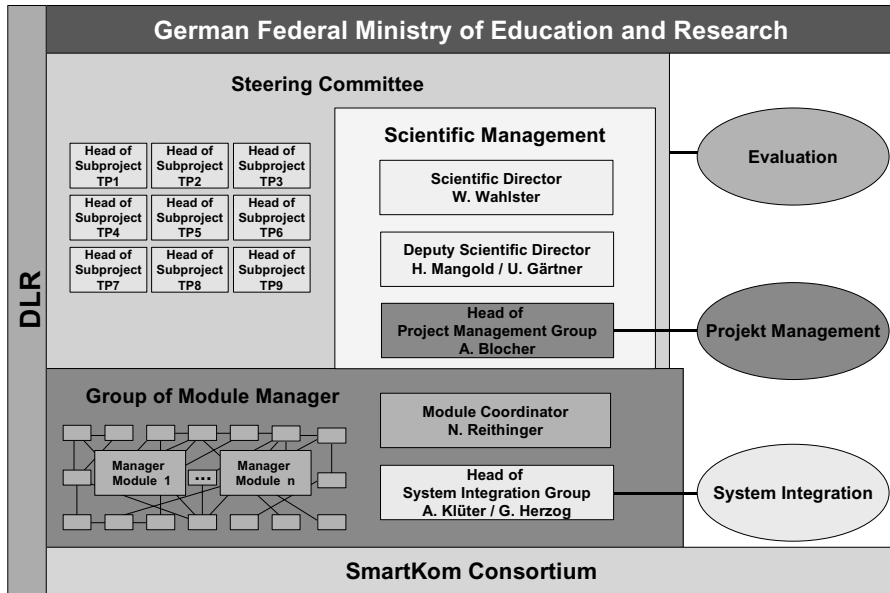 German Federal Ministry of Education and Research
DLR
Steering Committee
Head of
Subproject
TP1
Head of
Subproject
TP2
Head of
Subproject
TP3
Head of
Subproject
TP4
Head of
Subproject
TP5
Head of
Subproject
TP6
Head of
Subproject
TP7
Head of
Subproject
TP8
Head of
Subproject
TP9
Scientific Management
Scientific Director
W. Wahlster
Deputy Scientific Director
H. Mangold / U. Gärtner
Head of
Project Management Group
A. Blocher
Evaluation
Projekt Management
Group of Module Manager
Manager
Module 1
...
Manager
Module n
Module Coordinator
N. Reithinger
Head of
System Integration Group
A. Klüter / G. Herzog
System Integration
SmartKom Consortium